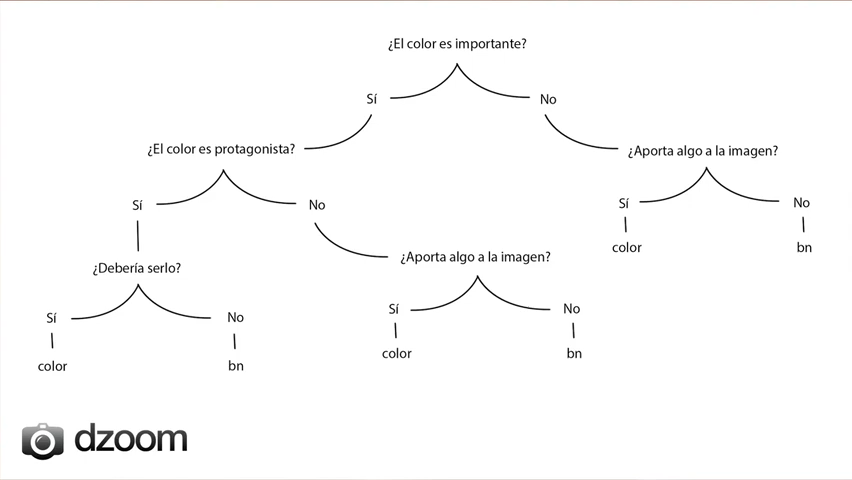 ¿El color es importante?
Sí
No
¿El color es protagonista?
¿Aporta algo a la imagen?
Sí
No
Sí
No
color
bn
¿Debería serlo?
¿Aporta algo a la imagen?
Sí
No
Sí
No
color
bn
color
bn
dzoom